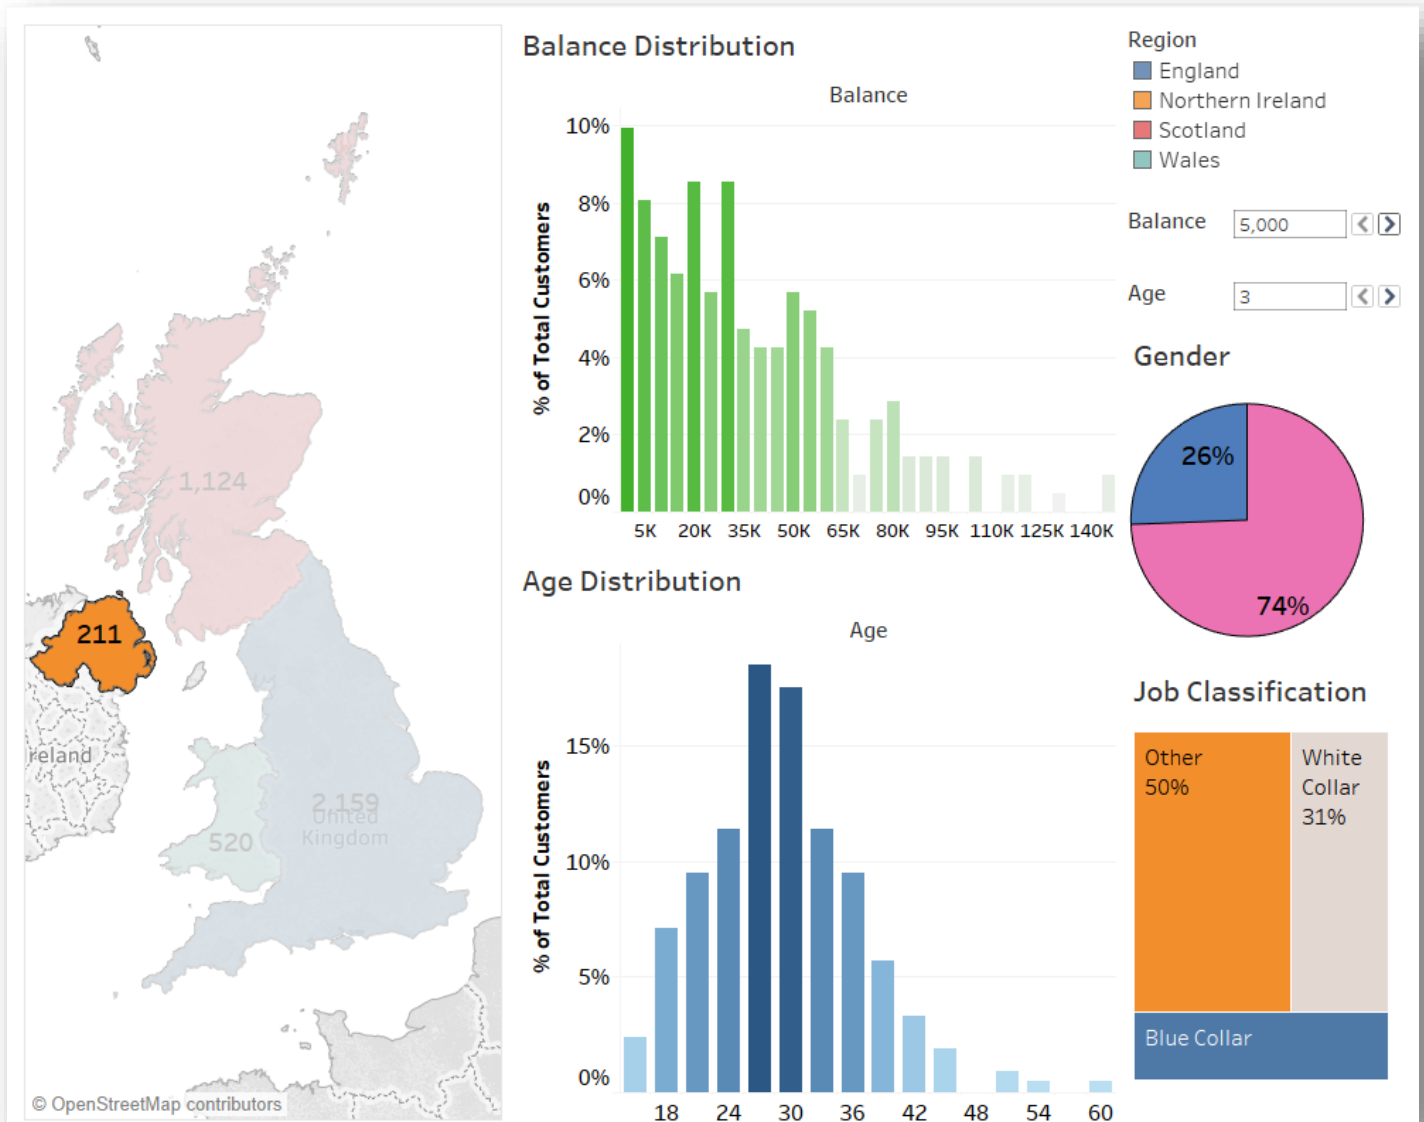 1,124
211
reland
2,159
United
Kingdom
520
© OpenStreetMap contributors
Balance Distribution
Balance
% of Total Customers
10%
8%
6%
4%
2%
0%
5K 20K 35K 50K 65K 80K 95K 110K 125K 140K
Age Distribution
Age
% of Total Customers
15%
10%
5%
0%
18 24 30 36 42 48 54 60
Region
England
Northern Ireland
Scotland
Wales
Balance 5,000
Age 3
Gender
26%
74%
Job Classification
Other
50%
White
Collar
31%
Blue Collar